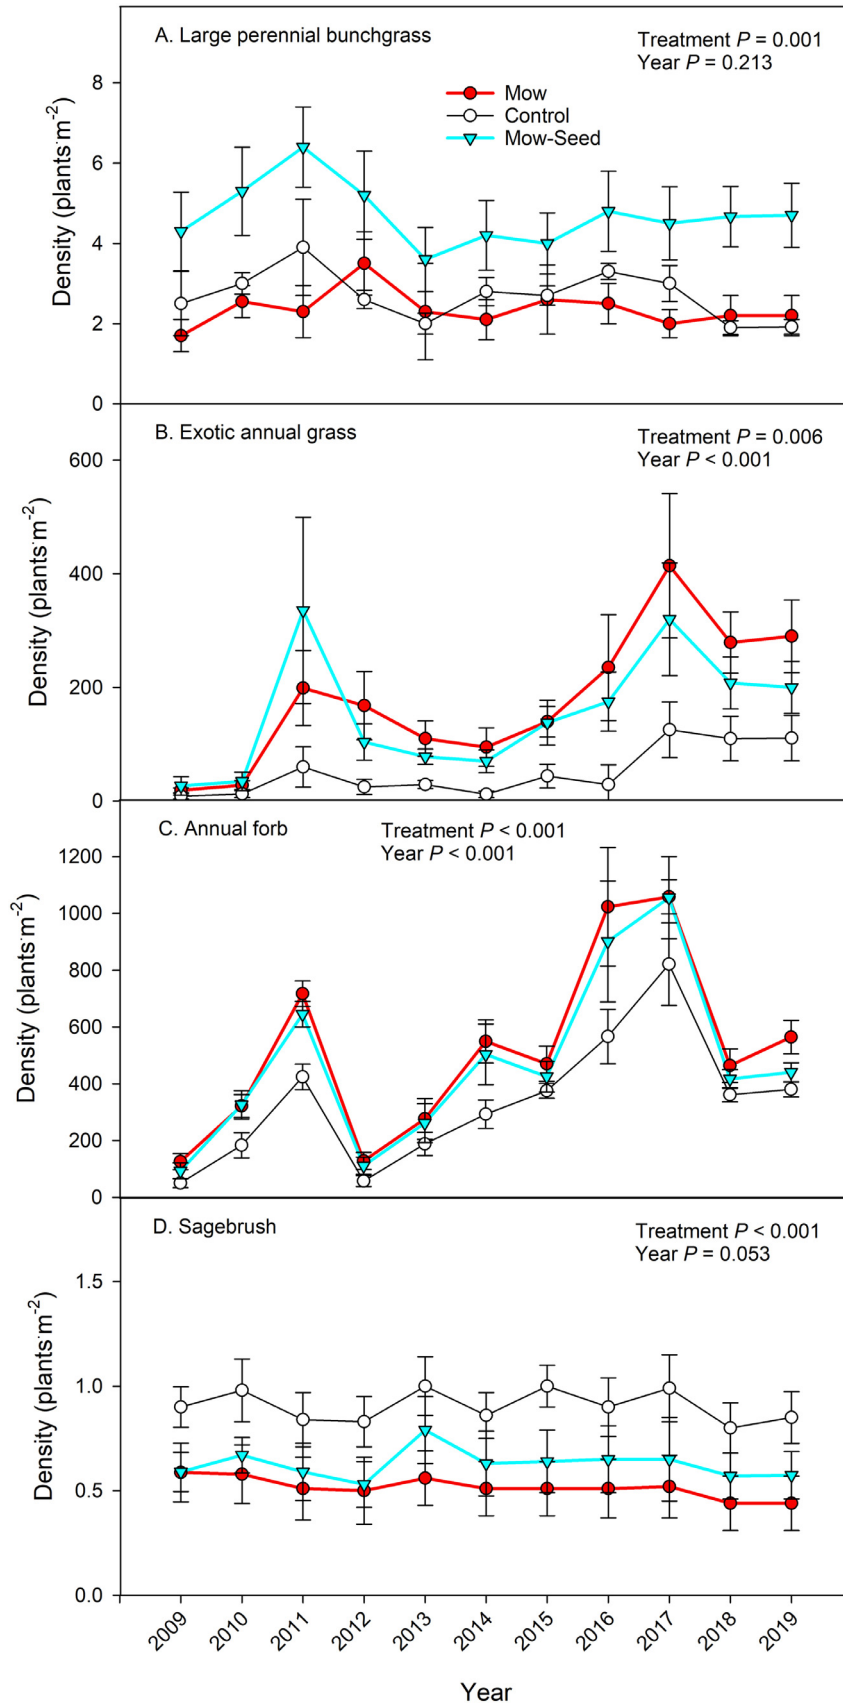 A. Large perennial bunchgrass
Treatment P = 0.001
Year P = 0.213
Mow
Control
Mow-Seed
Density (plants·m-2)
8
6
4
2
0
B. Exotic annual grass
Treatment P = 0.006
Year P < 0.001
Density (plants·m-2)
600
400
200
0
C. Annual forb
Treatment P < 0.001
Year P < 0.001
Density (plants·m-2)
1200
1000
800
600
400
200
0
D. Sagebrush
Treatment P < 0.001
Year P = 0.053
Density (plants·m-2)
1.5
1.0
0.5
0.0
2009 2010 2011 2012 2013 2014 2015 2016 2017 2018 2019
Year